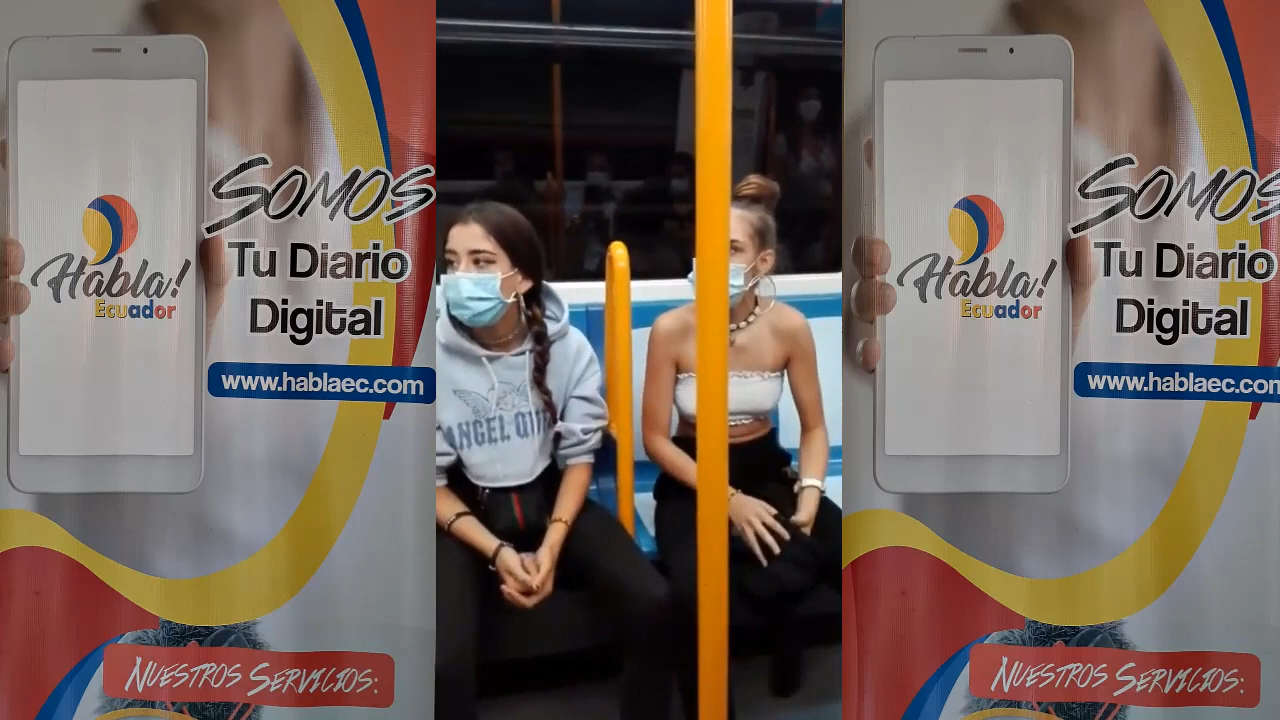 SOMOS
Tu Diario
Digital
Habla!
Ecuador
www.hablaec.com
NUESTROS SERVICIOS:
ANGEL
SOMOS
Tu Diario
Digital
Habla!
Ecuador
www.hablaec.com
NUESTROS SERVICIOS: